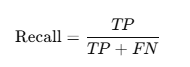 Recall = TP / TP + FN